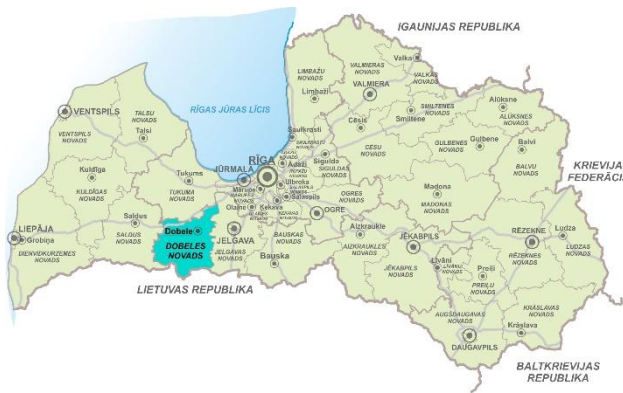 IGAUNIJAS REPUBLIKA
Valka
VALMIERAS
NOVADS
VALKAS
NOVADS
LIMBAŽU
NOVADS
VALMIERA
Limbaži
RĪGAS JŪRAS LĪCIS
VENTSPILS
TALSU
NOVADS
Talsi
VENTSPILS
NOVADS
Alūksne
ALŪKSNES
NOVADS
SMILTENES
NOVADS
Smiltene
Cēsis
CĒSU
NOVADS
Saulkrasti
Gulbene
GULBENES
NOVADS
Balvi
BALVU
NOVADS
Sigulda
SIGULDAS
NOVADS
RĪGA
Ādaži
JŪRMALA
Mārupe
Ulbroka
Salaspils
Olaine
Ķekava
Kuldīga
KULDĪGAS
NOVADS
Tukums
TUKUMA
NOVADS
KRIEVIJAS
FEDERĀCIJ
Madona
MADONAS
NOVADS
OGRES
NOVADS
OGRE
Saldus
SALDUS
NOVADS
LIEPĀJA
Grobiņa
DIENVIDKURZEMES
NOVADS
Dobele
DOBELES
NOVADS
JELGAVA
JELGAVAS
NOVADS
BAUSKAS
NOVADS
Bauska
Aizkraukle
AIZKRAUKLES
NOVADS
JĒKABPILS
JĒKABPILS
NOVADS
RĒZEKNE
RĒZEKNES
NOVADS
Ludza
LUDZAS
NOVADS
Līvāni
Preiļi
PREIĻU
NOVADS
LIETUVAS REPUBLIKA
AUGŠDAUGAVAS
NOVADS
KRĀSLAVAS
NOVADS
Krāslava
DAUGAVPILS
BALTKRIEVIJAS
REPUBLIKA